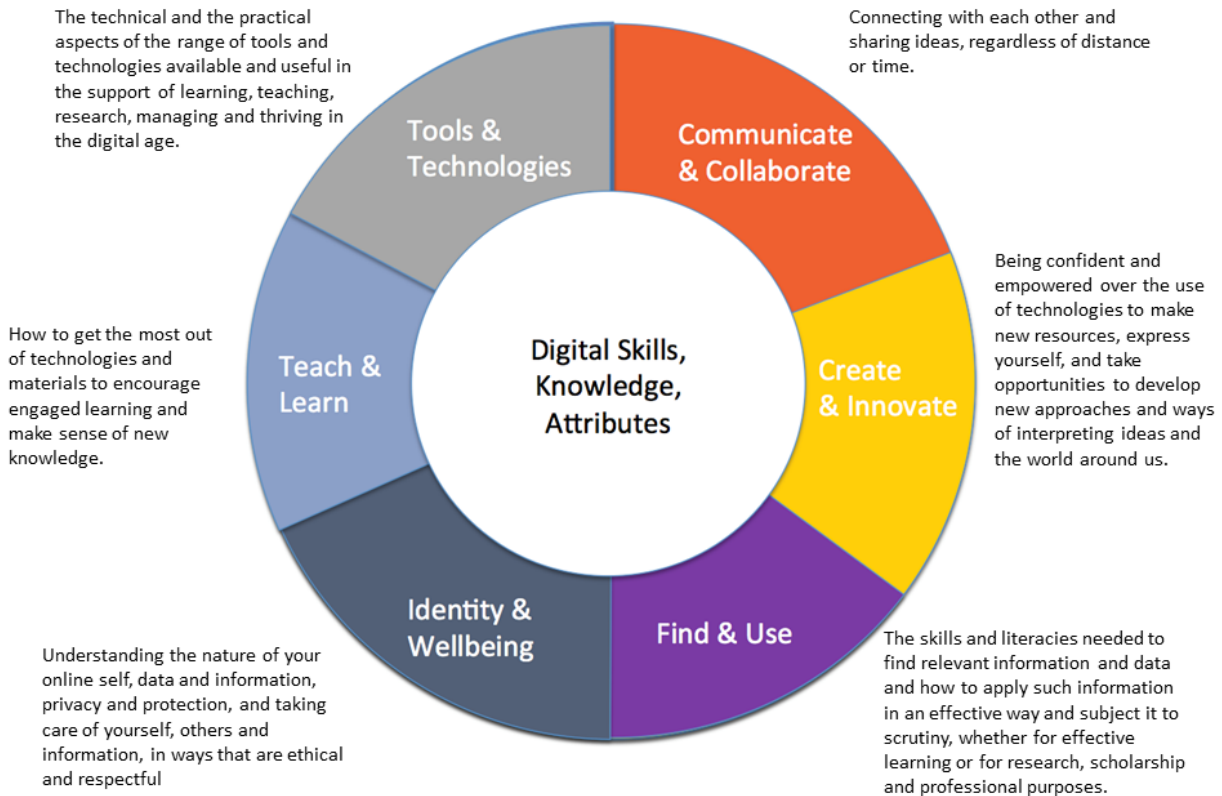 The technical and the practical
aspects of the range of tools and
technologies available and useful in
the support of learning, teaching,
research, managing and thriving in
the digital age.
Connecting with each other and
sharing ideas, regardless of distance
or time.
Tools &
Technologies
Communicate
& Collaborate
Being confident and
empowered over the use
of technologies to make
new resources, express
yourself, and take
opportunities to develop
new approaches and ways
of interpreting ideas and
the world around us.
How to get the most out
of technologies and
materials to encourage
engaged learning and
make sense of new
knowledge.
Teach &
Learn
Digital Skills,
Knowledge,
Attributes
Create
& Innovate
Identity &
Wellbeing
Find & Use
Understanding the nature of your
online self, data and information,
privacy and protection, and taking
care of yourself, others and
information, in ways that are ethical
and respectful
The skills and literacies needed to
find relevant information and data
and how to apply such information
in an effective way and subject it to
scrutiny, whether for effective
learning or for research, scholarship
and professional purposes.